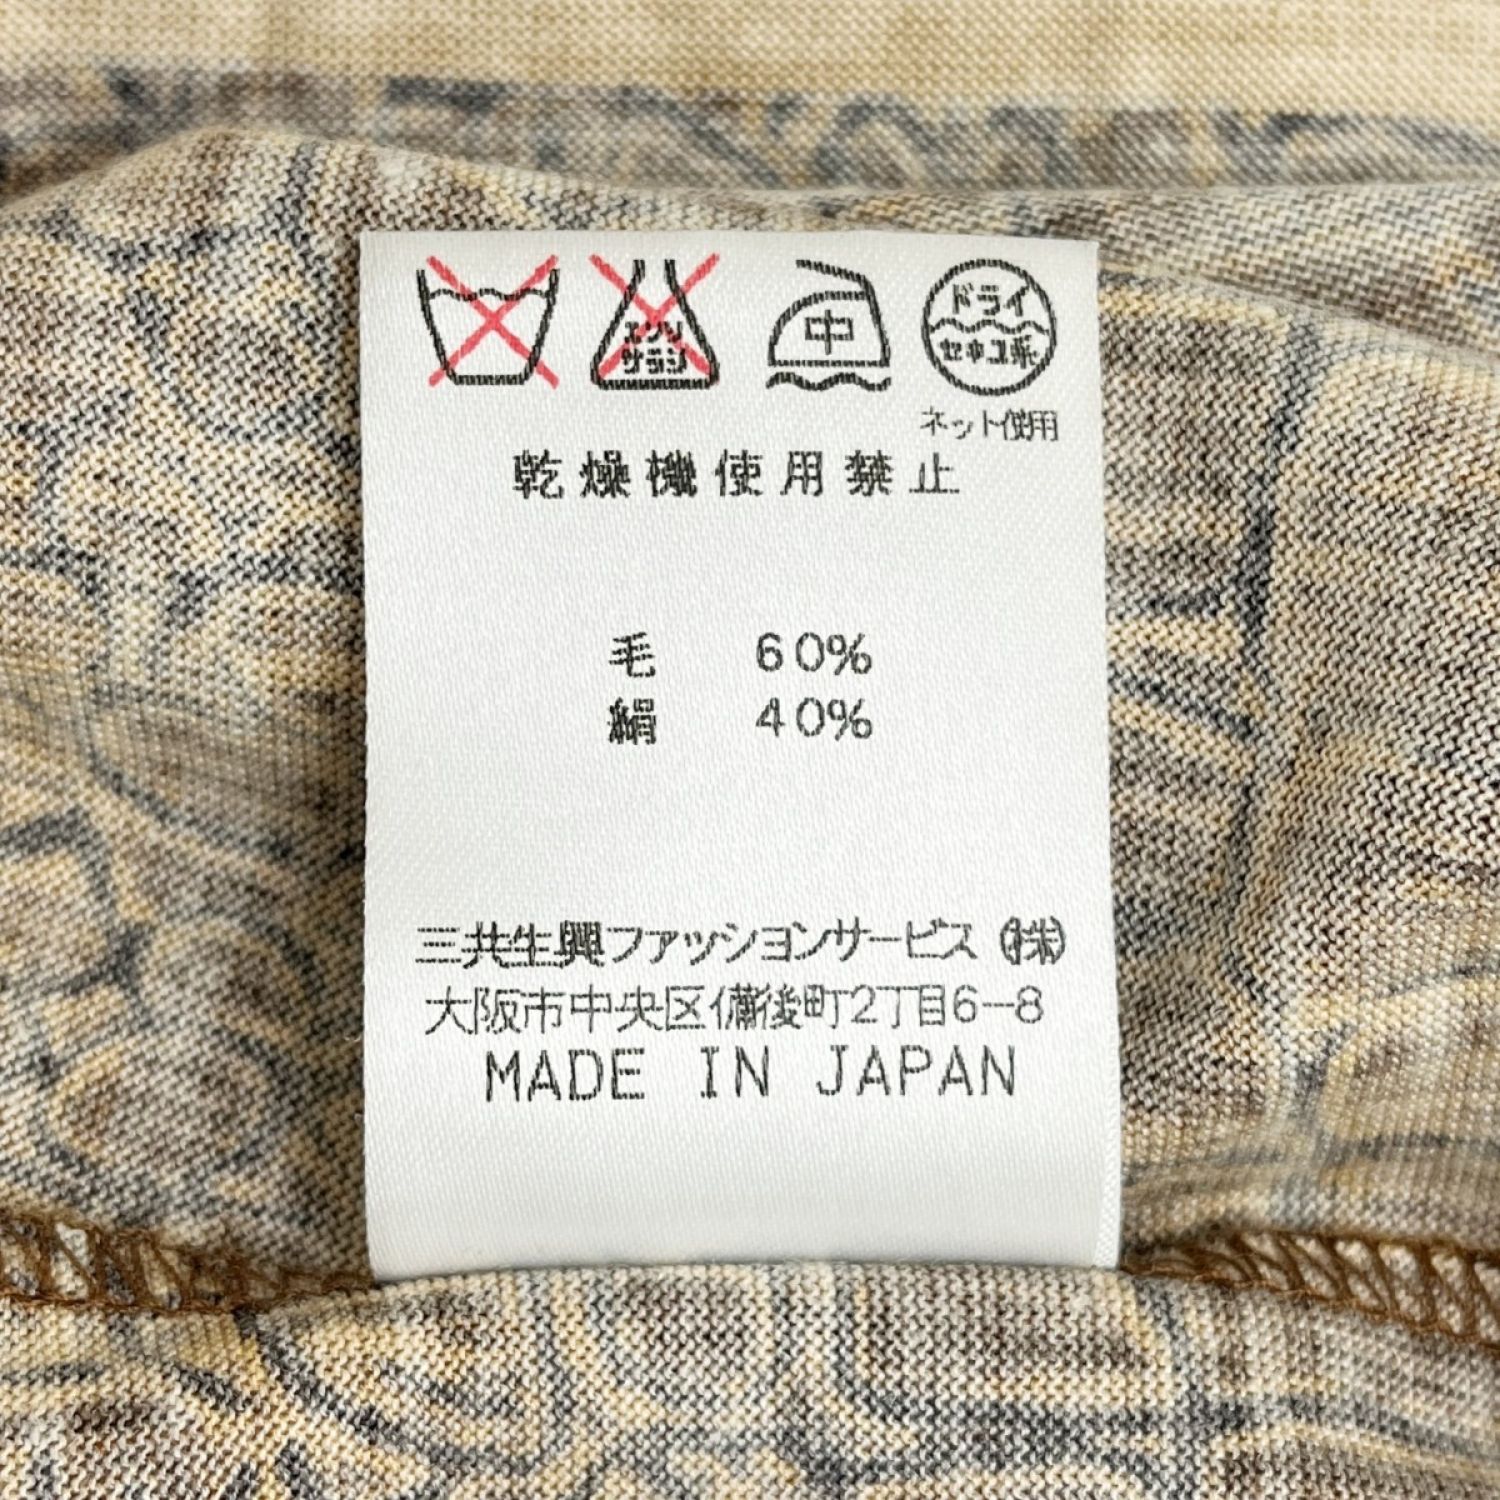 エンソ
サラシ
中
ドライ
セキユ系
ネット使用
乾燥機使用禁止
毛 60%
絹 40%
三共生興ファッションサービス(株)
大阪市中央区備後町2丁目6-8
MADE IN JAPAN